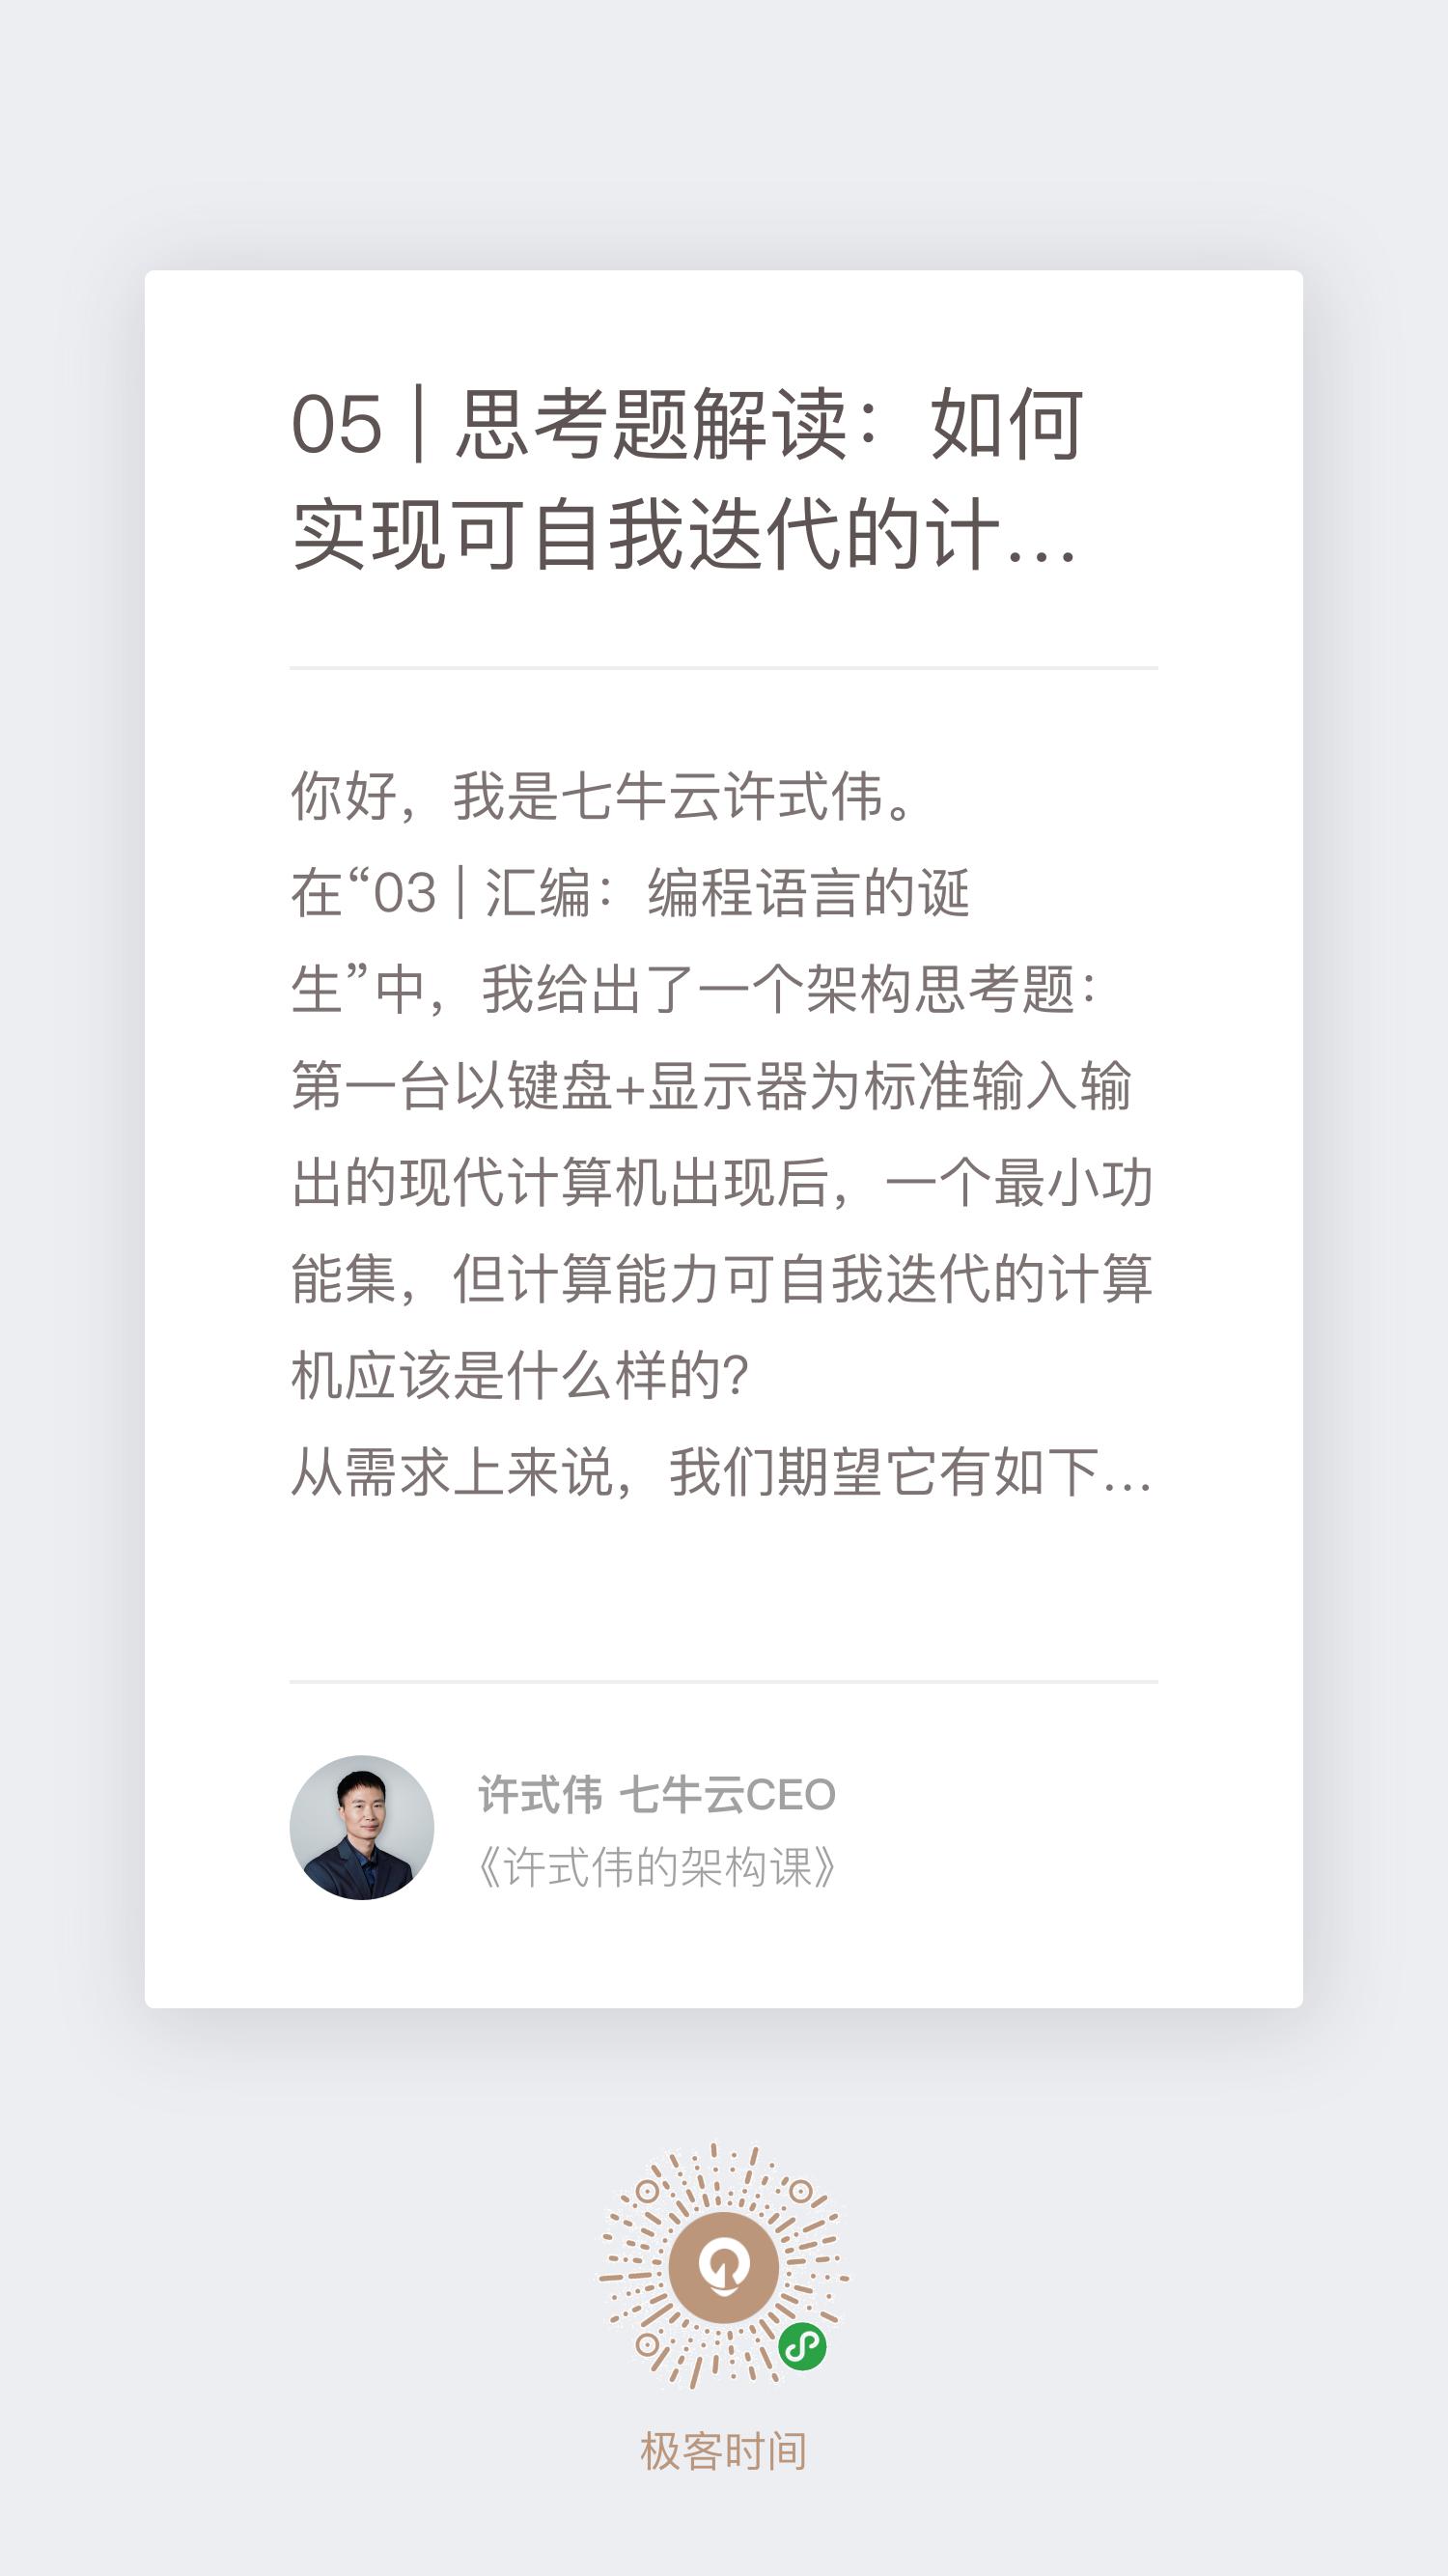 05 | 思考题解读：如何
实现可自我迭代的计...
你好，我是七牛云许式伟。
在“03 | 汇编：编程语言的诞
生”中，我给出了一个架构思考题：
第一台以键盘+显示器为标准输入输
出的现代计算机出现后，一个最小功
能集，但计算能力可自我迭代的计算
机应该是什么样的？
从需求上来说，我们期望它有如下...
许式伟 七牛云CEO
《许式伟的架构课》
极客时间